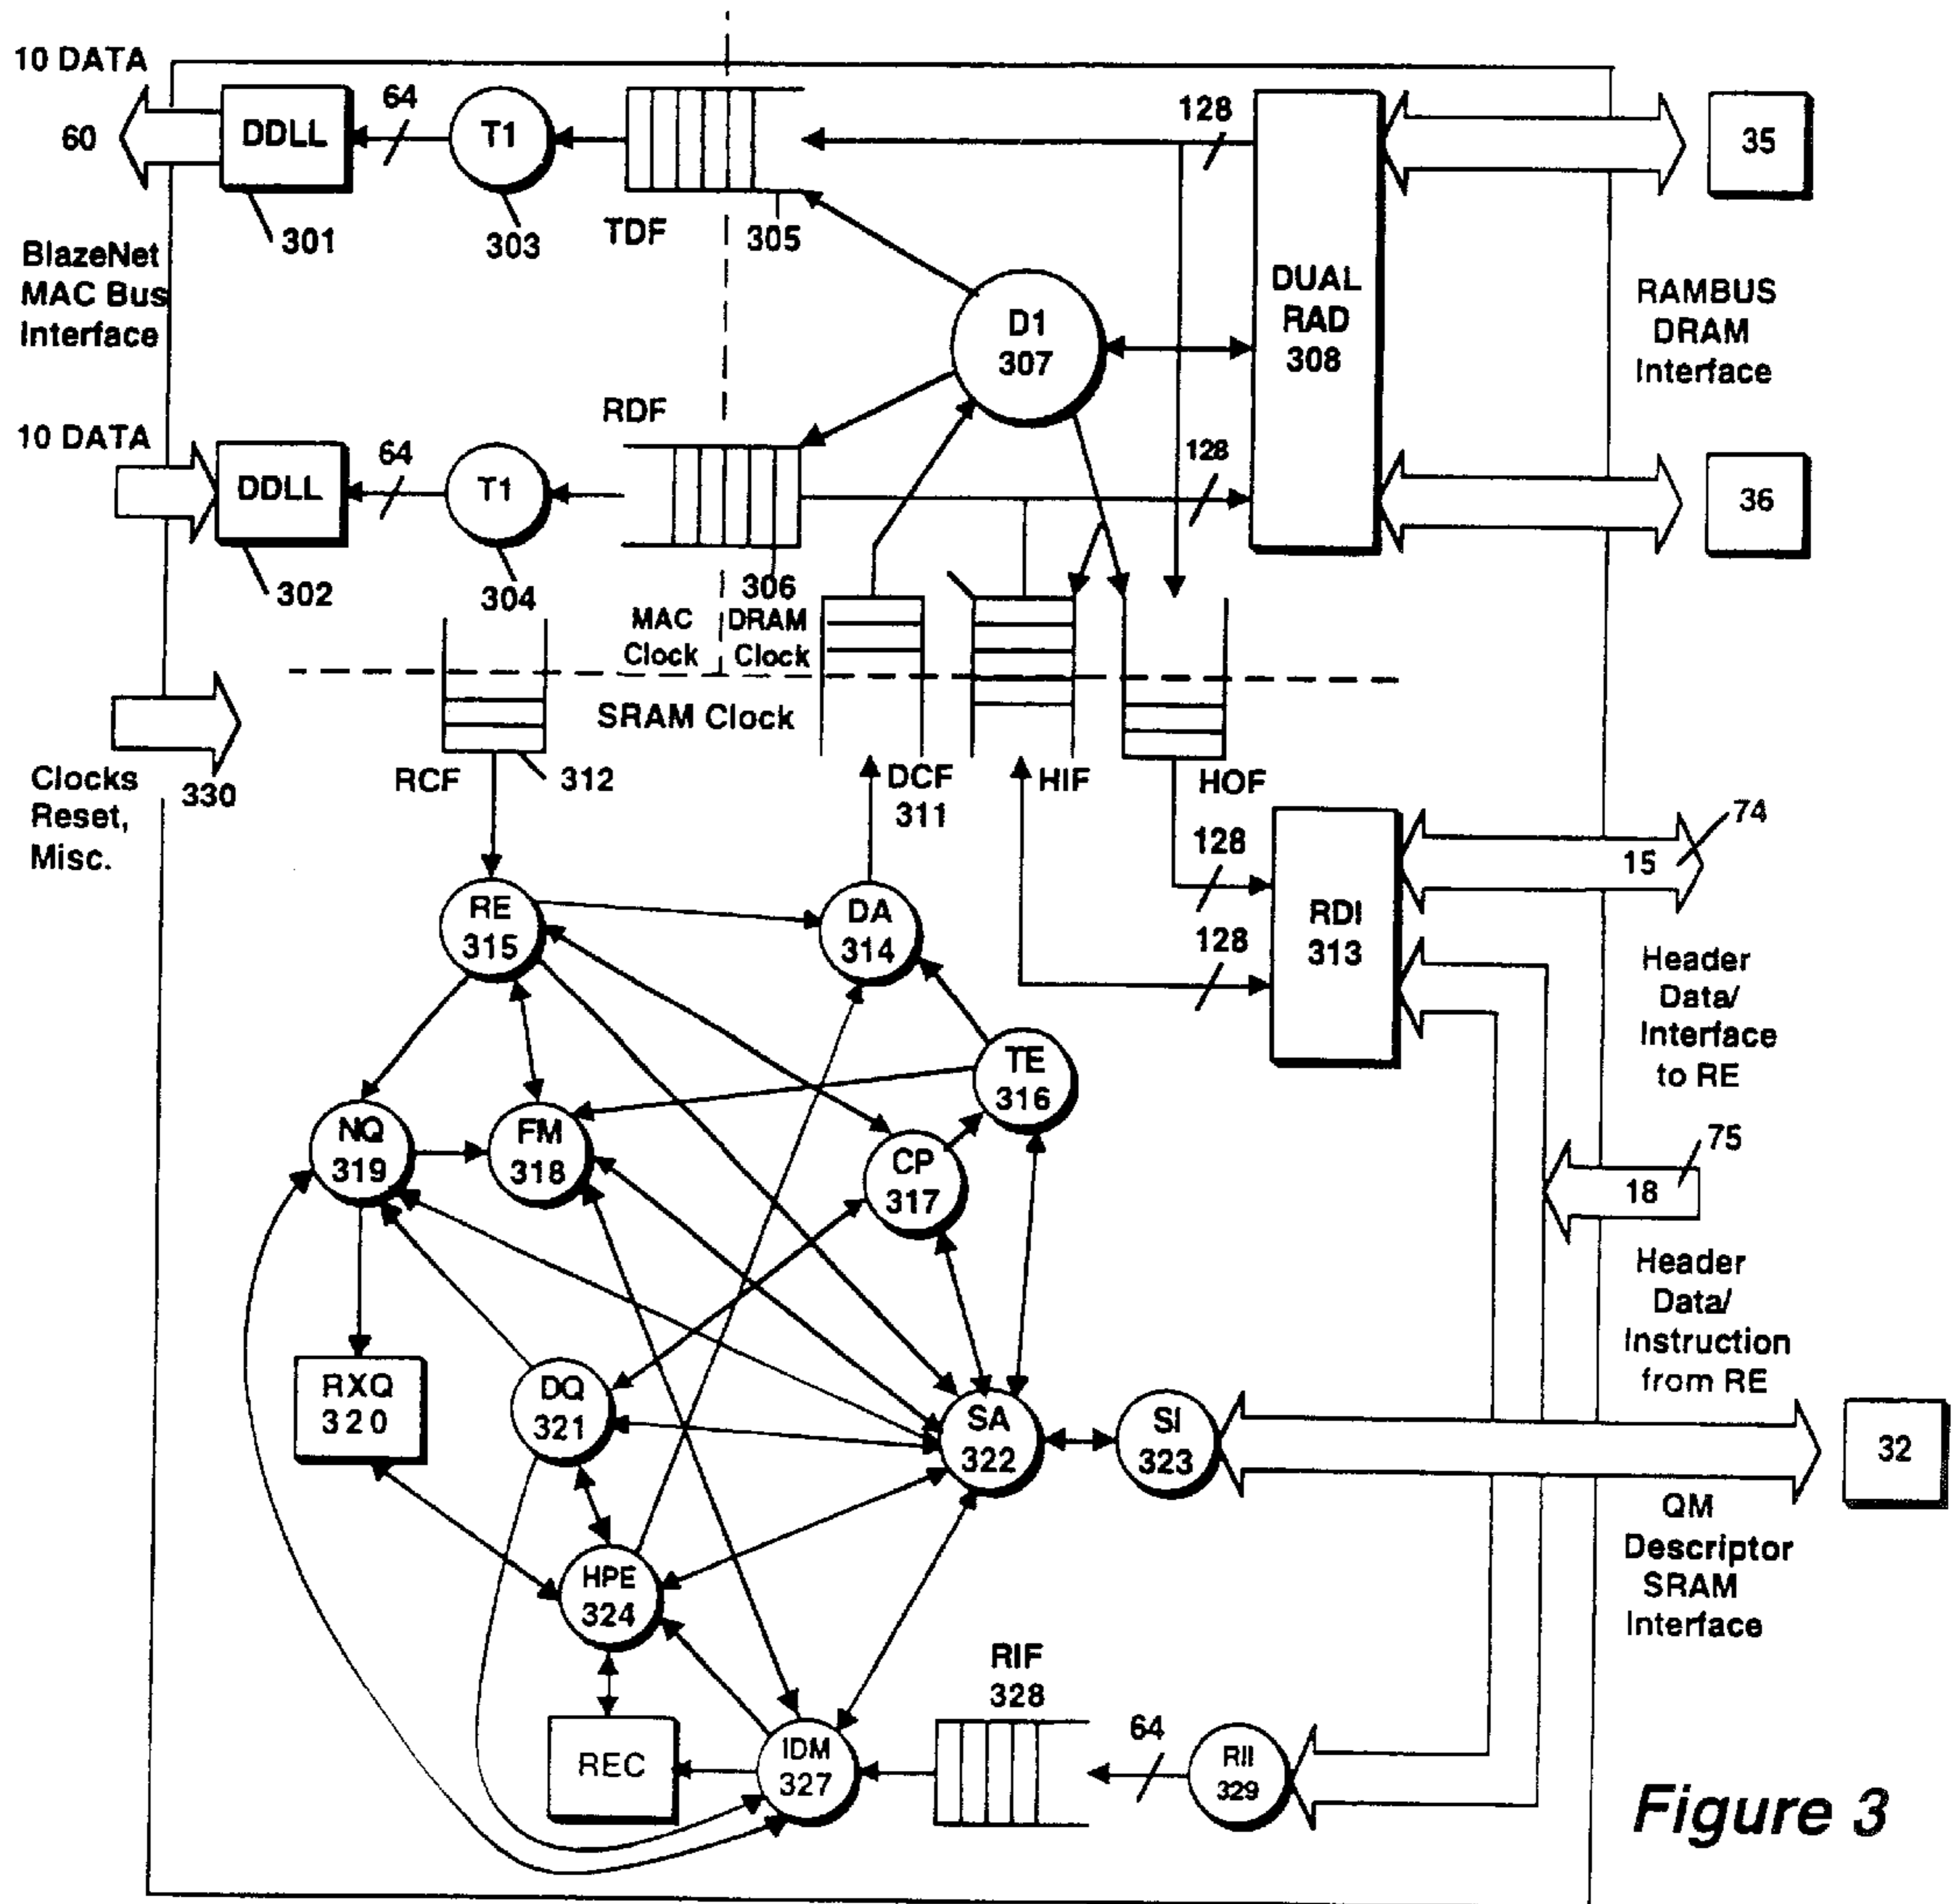 10 DATA
60
DDLL
64
T1
301
303
TDF
305
BlazeNet
MAC Bus
Interface
128
DUAL
RAD
308
35
RAMBUS
DRAM
Interface
D1
307
10 DATA
DDLL
64
T1
302
304
RDF
306
128
36
MAC
Clock
DRAM
Clock
SRAM Clock
Clocks
Reset,
Misc.
330
RCF
312
DCF
311
HIF
HOF
128
128
RDI
313
15
74
Header
Data/
Interface
to RE
RE
315
DA
314
TE
316
NQ
319
FM
318
CP
317
18
75
Header
Data/
Instruction
from RE
RXQ
320
DQ
321
SA
322
SI
323
32
QM
Descriptor
SRAM
Interface
HPE
324
REC
IDM
327
RIF
328
64
RII
329
Figure 3